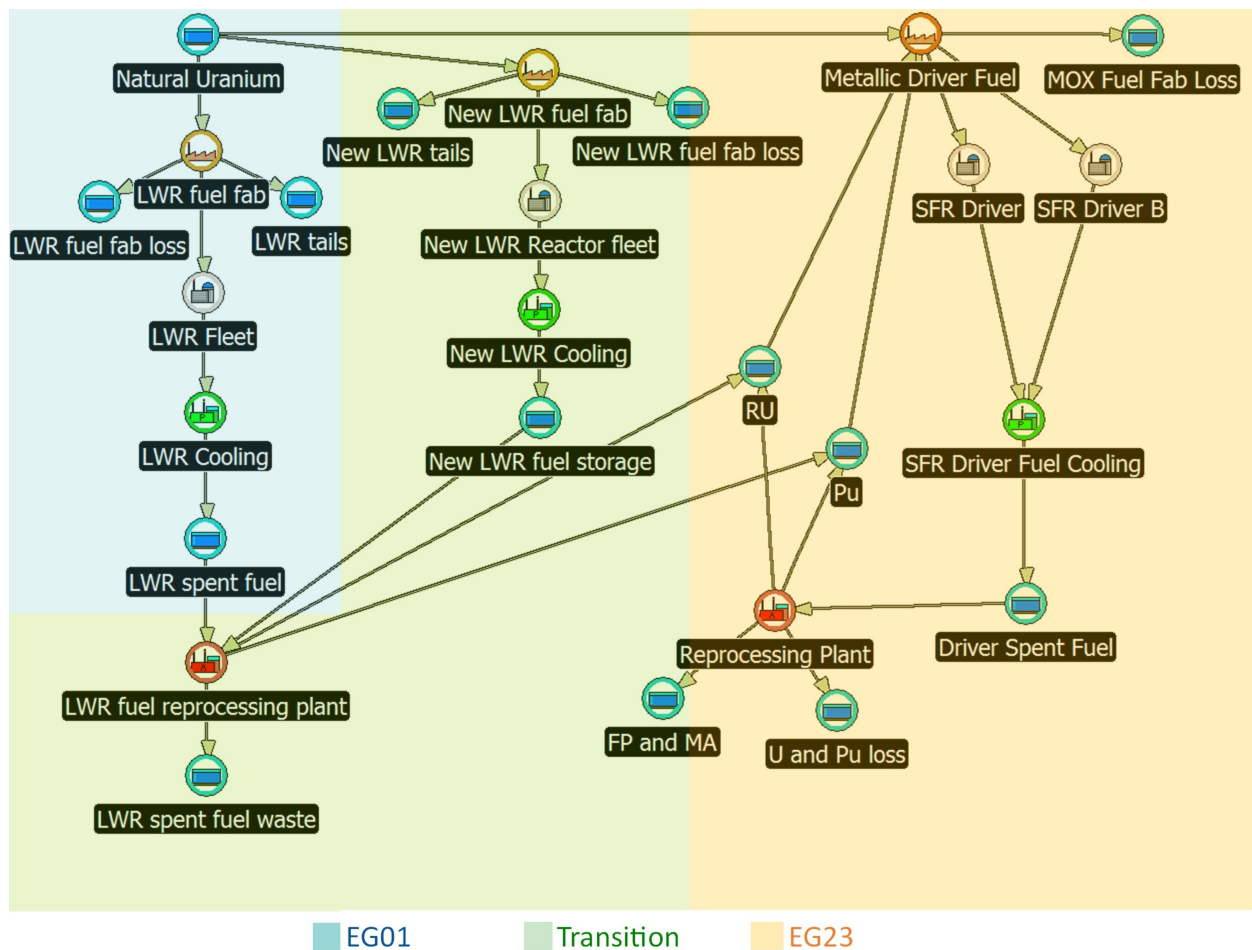 Natural Uranium
Metallic Driver Fuel
MOX Fuel Fab Loss
New LWR fuel fab
New LWR tails
New LWR fuel fab loss
LWR fuel fab
LWR fuel fab loss
LWR tails
SFR Driver
SFR Driver B
New LWR Reactor fleet
LWR Fleet
New LWR Cooling
RU
LWR Cooling
New LWR fuel storage
SFR Driver Fuel Cooling
Pu
P
P
P
LWR spent fuel
Driver Spent Fuel
Reprocessing Plant
A
A
LWR fuel reprocessing plant
FP and MA
U and Pu loss
LWR spent fuel waste
EG01
Transition
EG23